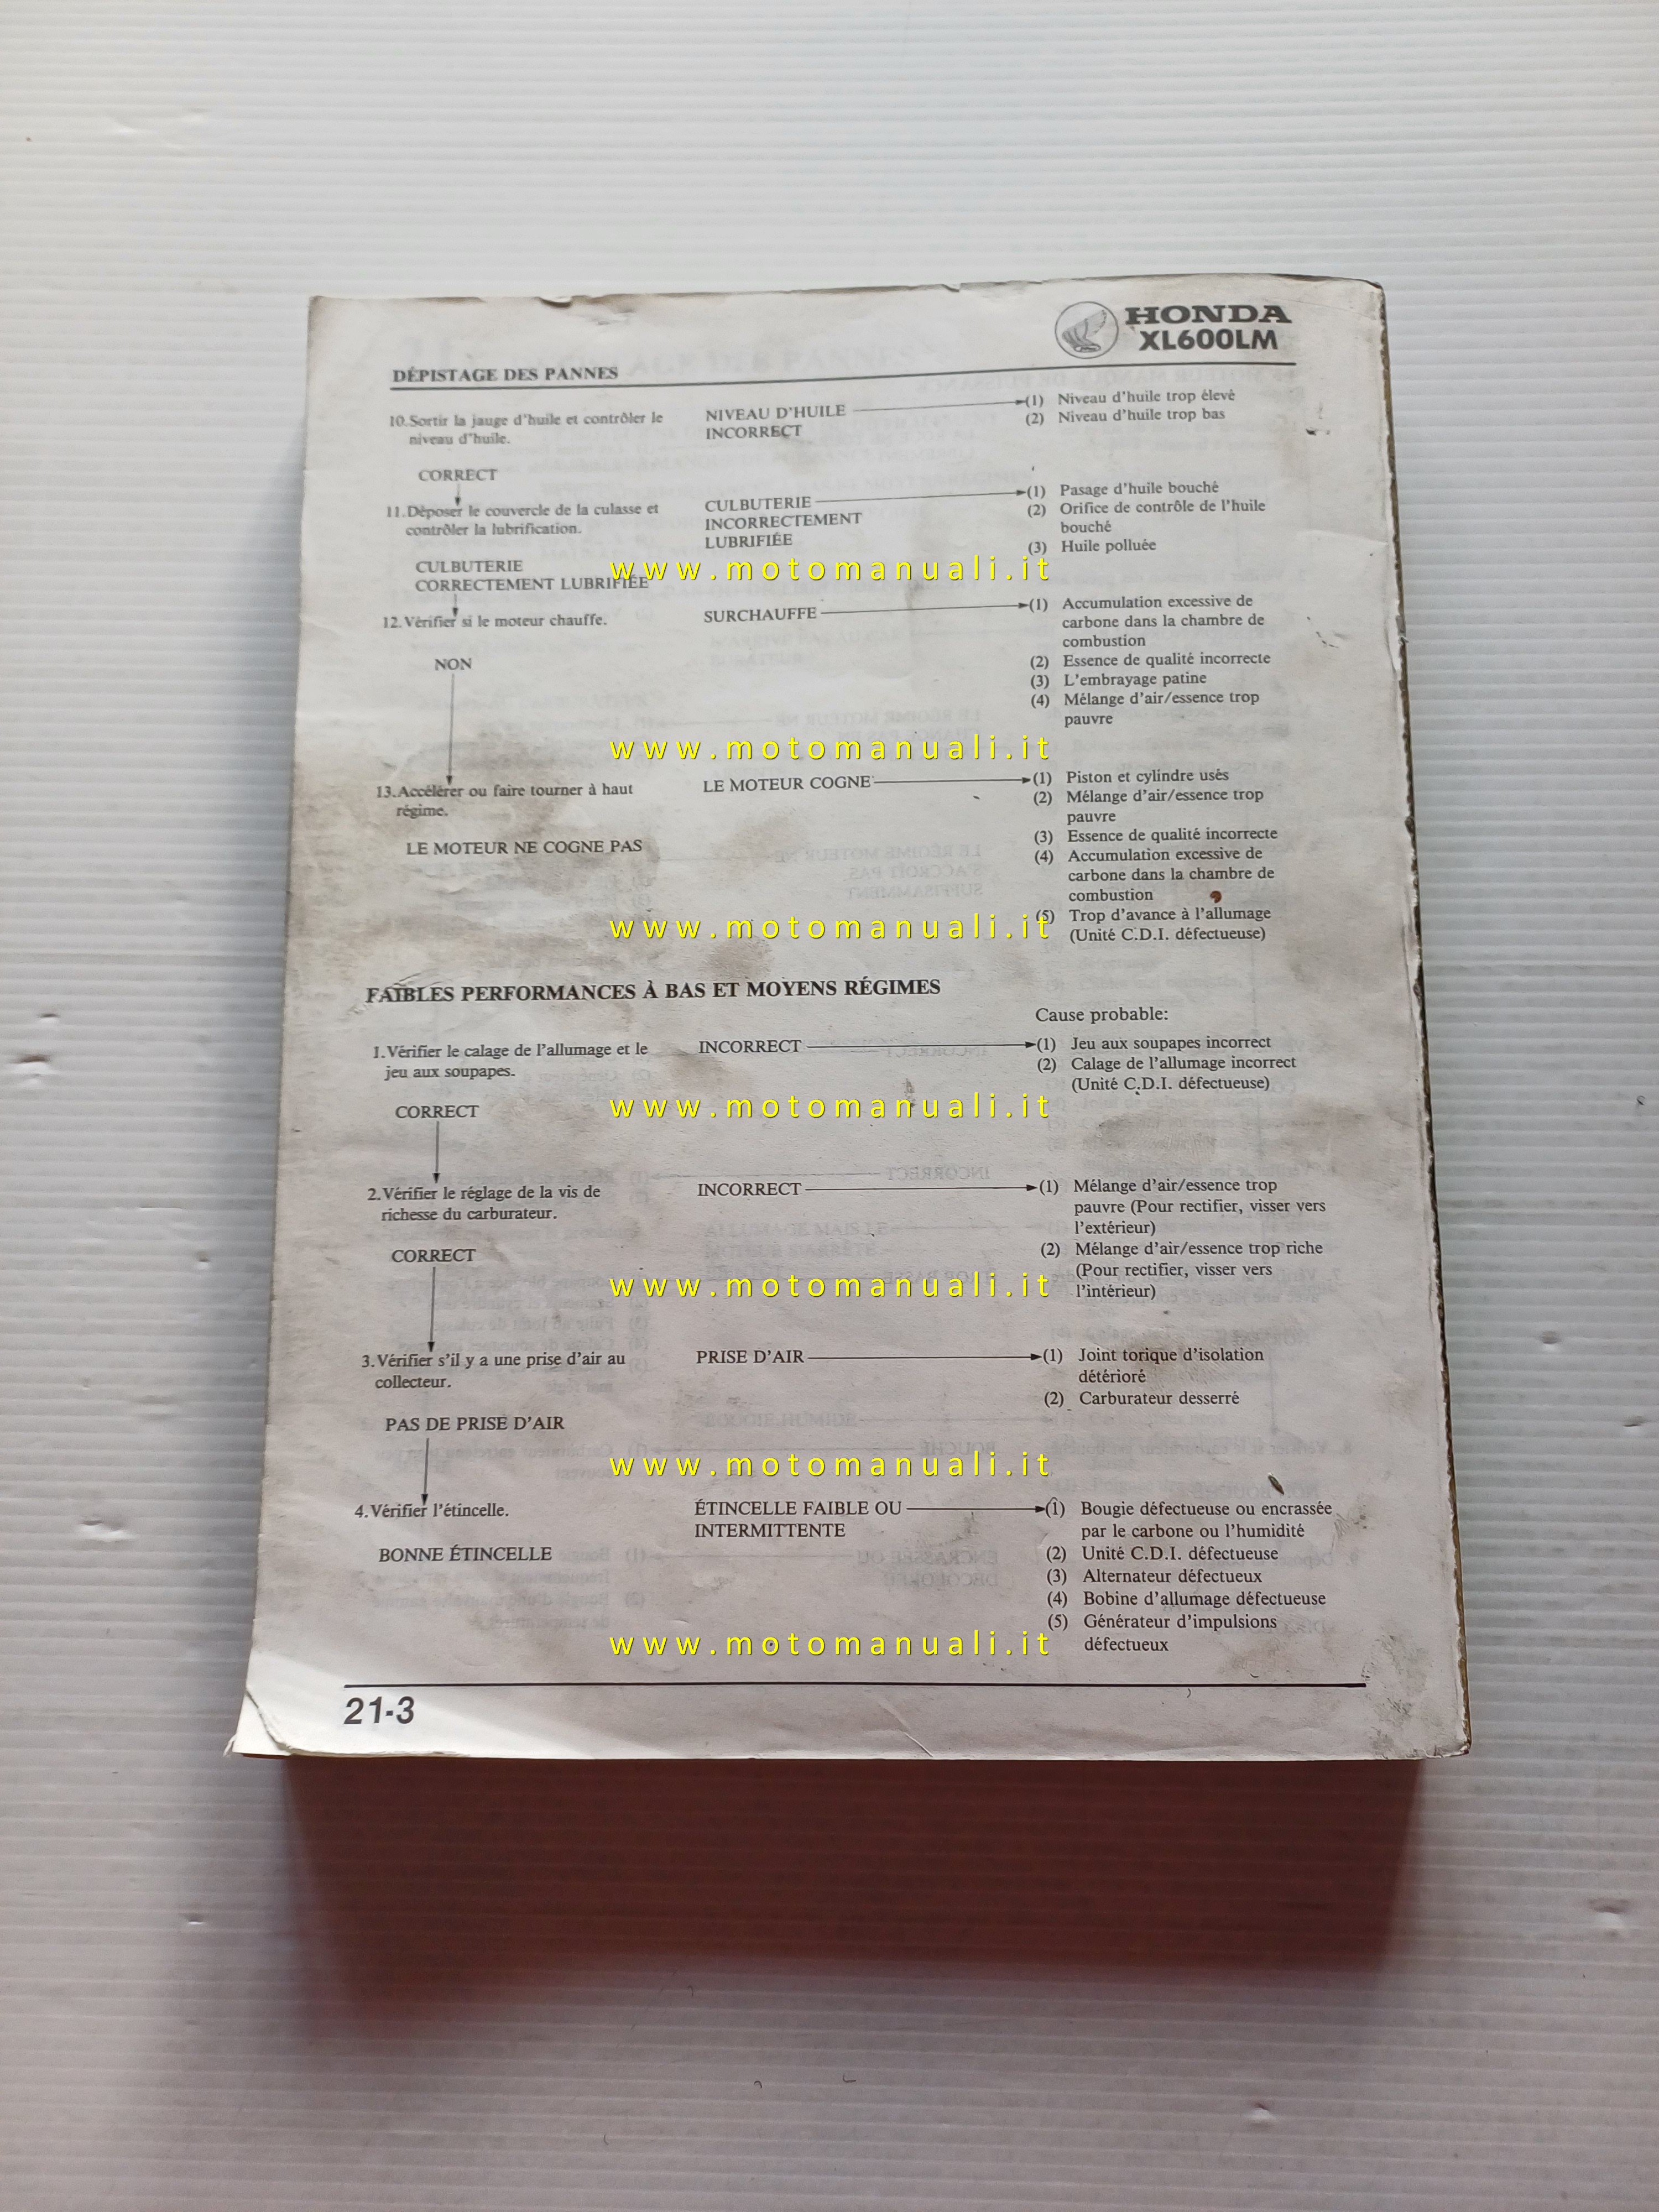 HONDA
XL600LM
DÉPISTAGE DES PANNES
10. Sortir la jauge d'huile et contrôler le
niveau d'huile.
NIVEAU D'HUILE
INCORRECT
(1) Niveau d'huile trop élevé
(2) Niveau d'huile trop bas
CORRECT
11. Déposer le couvercle de la culasse et
contrôler la lubrification.
CULBUTERIE
INCORRECTEMENT
LUBRIFIÉE
(1) Pasage d'huile bouché
(2) Orifice de contrôle de l'huile
bouché
(3) Huile polluée
CULBUTERIE
CORRECTEMENT LUBRIFIÉE
www.motomanuali.it
12. Vérifier si le moteur chauffe.
SURCHAUFFE
(1) Accumulation excessive de
carbone dans la chambre de
combustion
(2) Essence de qualité incorrecte
(3) L'embrayage patine
(4) Mélange d'air/essence trop
pauvre
NON
www.motomanuali.it
13. Accélérer ou faire tourner à haut
régime.
LE MOTEUR COGNE
(1) Piston et cylindre usés
(2) Mélange d'air/essence trop
pauvre
(3) Essence de qualité incorrecte
(4) Accumulation excessive de
carbone dans la chambre de
combustion
(5) Trop d'avance à l'allumage
(Unité C.D.I. défectueuse)
LE MOTEUR NE COGNE PAS
www.motomanuali.it
FAIBLES PERFORMANCES À BAS ET MOYENS RÉGIMES
Cause probable:
1. Vérifier le calage de l'allumage et le
jeu aux soupapes.
INCORRECT
(1) Jeu aux soupapes incorrect
(2) Calage de l'allumage incorrect
(Unité C.D.I. défectueuse)
CORRECT
www.motomanuali.it
2. Vérifier le réglage de la vis de
richesse du carburateur.
INCORRECT
(1) Mélange d'air/essence trop
pauvre (Pour rectifier, visser vers
l'extérieur)
(2) Mélange d'air/essence trop riche
(Pour rectifier, visser vers
l'intérieur)
CORRECT
www.motomanuali.it
3. Vérifier s'il y a une prise d'air au
collecteur.
PRISE D'AIR
(1) Joint torique d'isolation
détérioré
(2) Carburateur desserré
PAS DE PRISE D'AIR
www.motomanuali.it
4. Vérifier l'étincelle.
ÉTINCELLE FAIBLE OU
INTERMITTENTE
(1) Bougie défectueuse ou encrassée
par le carbone ou l'humidité
(2) Unité C.D.I. défectueuse
(3) Alternateur défectueux
(4) Bobine d'allumage défectueuse
(5) Générateur d'impulsions
défectueux
BONNE ÉTINCELLE
www.motomanuali.it
21-3